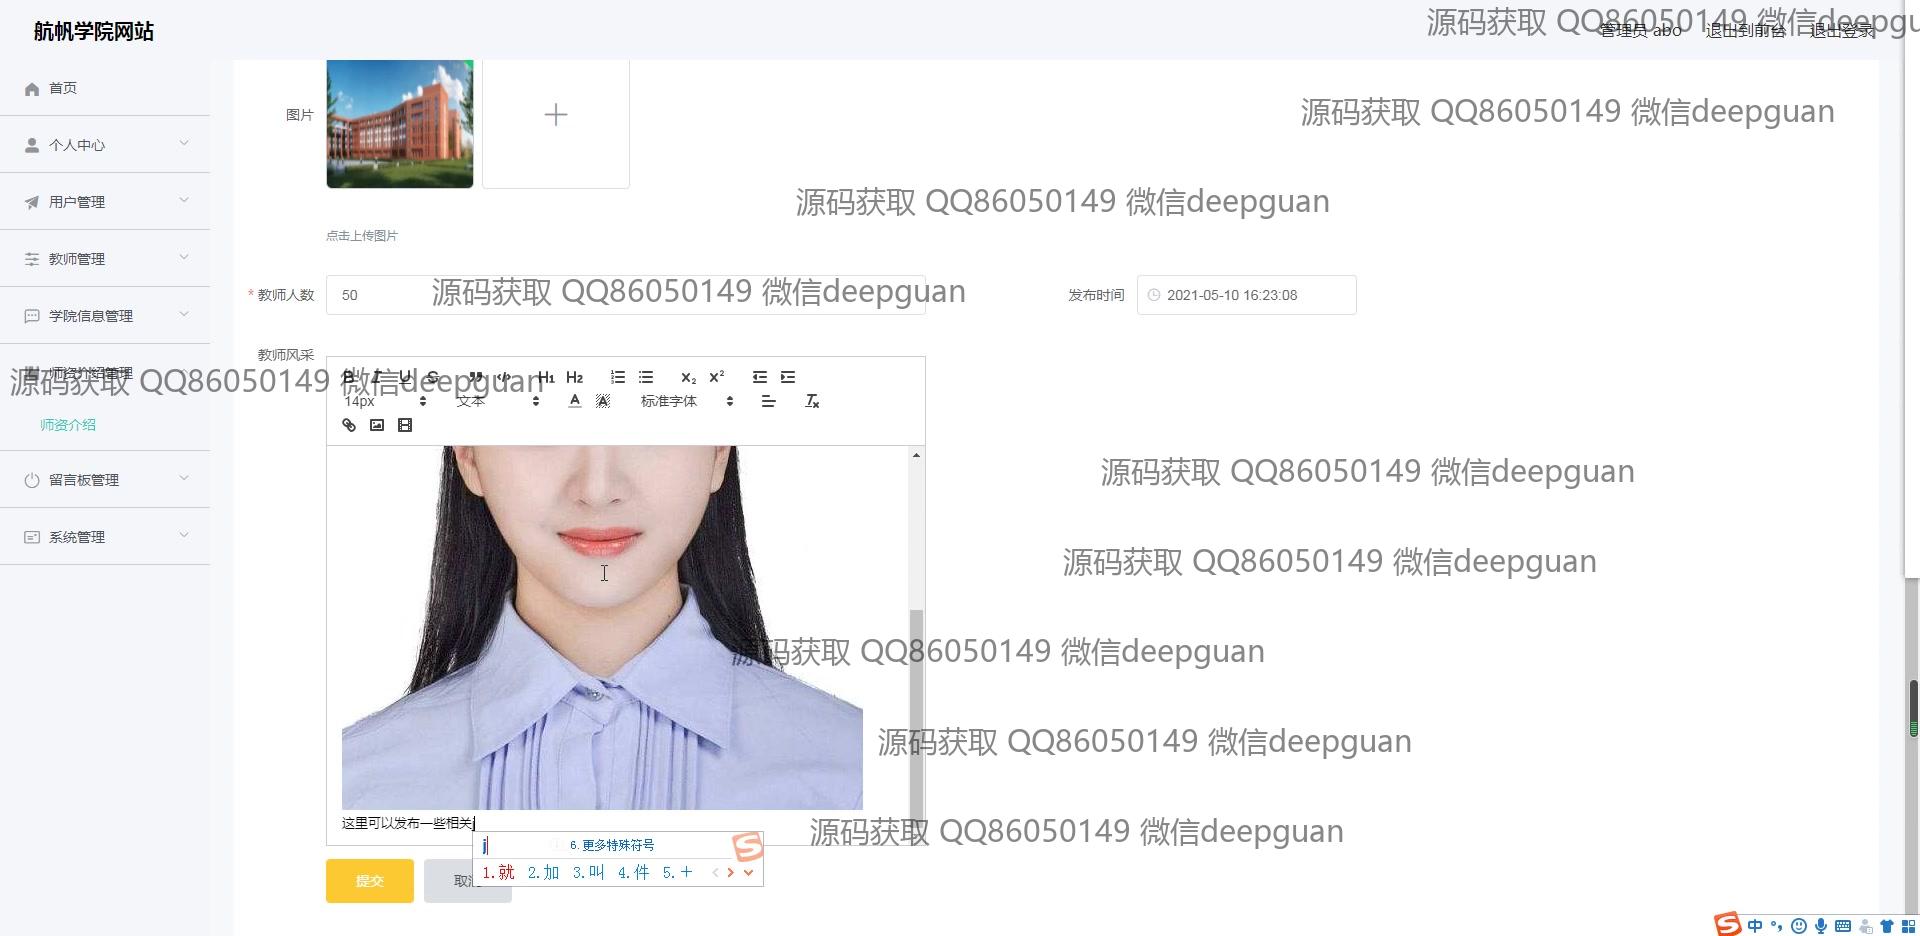 航帆学院网站
管理员 abo 退出到前台 退出登录
源码获取 QQ86050149 微信deepgu
首页
个人中心
用户管理
教师管理
学院信息管理
师资介绍管理
师资介绍
留言板管理
系统管理
图片
源码获取 QQ86050149 微信deepguan
源码获取 QQ86050149 微信deepguan
点击上传图片
* 教师人数 50
源码获取 QQ86050149 微信deepguan
发布时间 2021-05-10 16:23:08
教师风采
源码获取 QQ86050149 微信deepguan
B I U S H1 H2 X2 X2
14px 文本 A A 标准字体 Tx
源码获取 QQ86050149 微信deepguan
源码获取 QQ86050149 微信deepguan
源码获取 QQ86050149 微信deepguan
源码获取 QQ86050149 微信deepguan
这里可以发布一些相关j
源码获取 QQ86050149 微信deepguan
j 6.更多特殊符号
1.就 2.加 3.叫 4.件 5.+
提交 取消
中